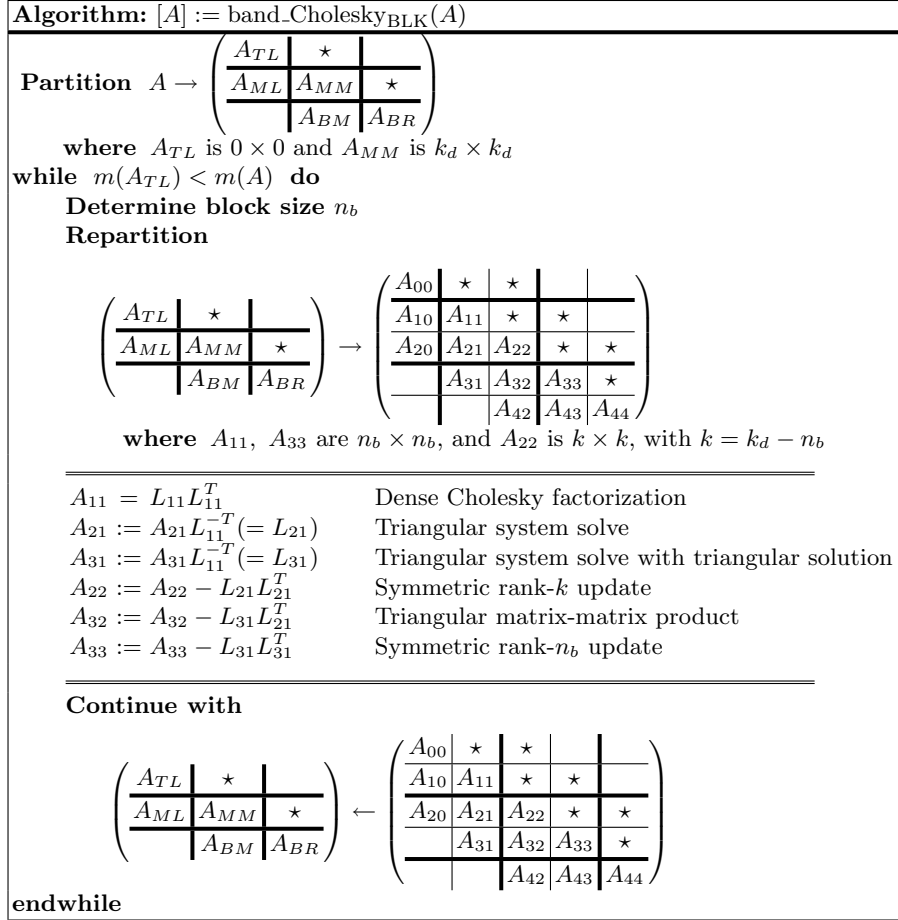 Algorithm: [A] := band_Cholesky_BLK(A)
Partition A → ( A_TL ⋆
A_ML A_MM ⋆
A_BM A_BR )
where A_TL is 0 × 0 and A_MM is k_d × k_d
while m(A_TL) < m(A) do
Determine block size n_b
Repartition
( A_TL ⋆
A_ML A_MM ⋆
A_BM A_BR ) →
( A_00 ⋆ ⋆
A_10 A_11 ⋆ ⋆
A_20 A_21 A_22 ⋆ ⋆
A_31 A_32 A_33 ⋆
A_42 A_43 A_44 )
where A_11, A_33 are n_b × n_b, and A_22 is k × k, with k = k_d − n_b
A_11 = L_11 L_11^T Dense Cholesky factorization
A_21 := A_21 L_11^{−T} (= L_21) Triangular system solve
A_31 := A_31 L_11^{−T} (= L_31) Triangular system solve with triangular solution
A_22 := A_22 − L_21 L_21^T Symmetric rank-k update
A_32 := A_32 − L_31 L_21^T Triangular matrix-matrix product
A_33 := A_33 − L_31 L_31^T Symmetric rank-n_b update
Continue with
( A_TL ⋆
A_ML A_MM ⋆
A_BM A_BR ) ←
( A_00 ⋆ ⋆
A_10 A_11 ⋆ ⋆
A_20 A_21 A_22 ⋆ ⋆
A_31 A_32 A_33 ⋆
A_42 A_43 A_44 )
endwhile